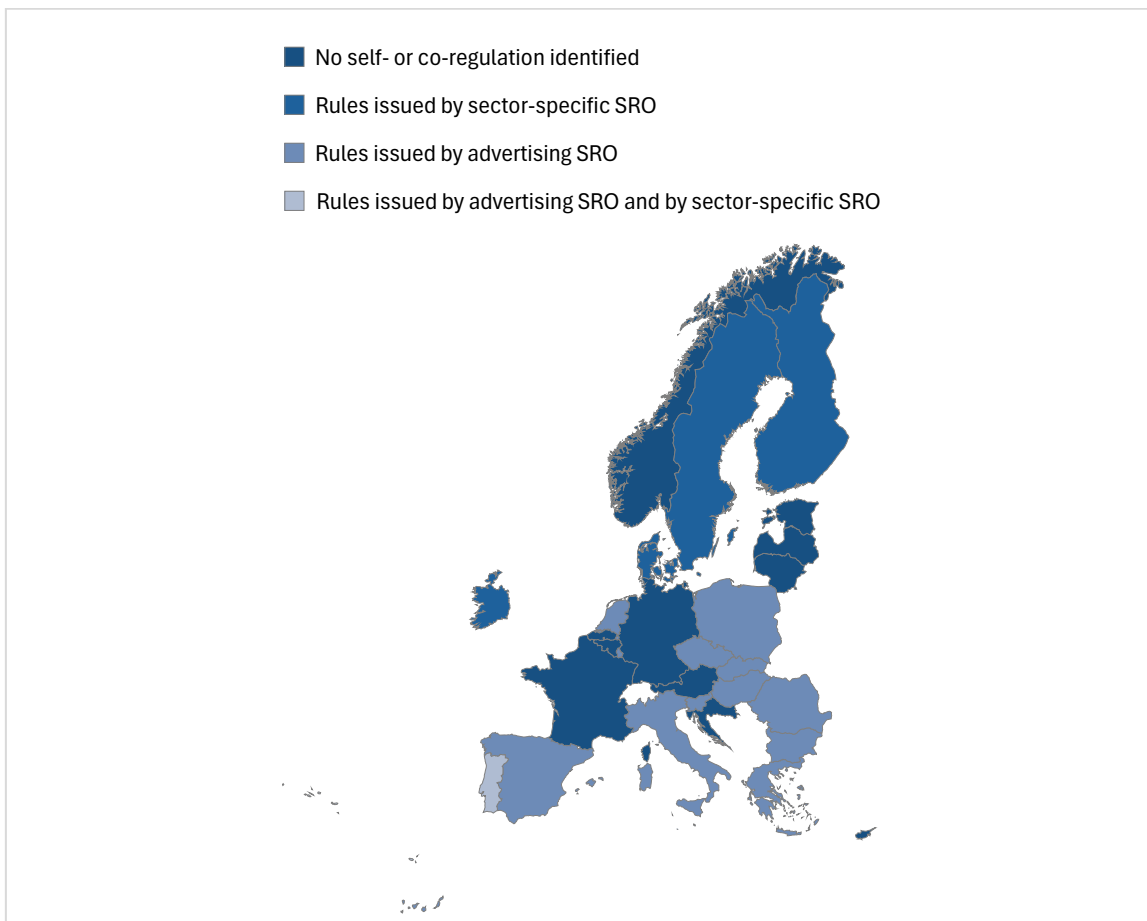 No self- or co-regulation identified
Rules issued by sector-specific SRO
Rules issued by advertising SRO
Rules issued by advertising SRO and by sector-specific SRO